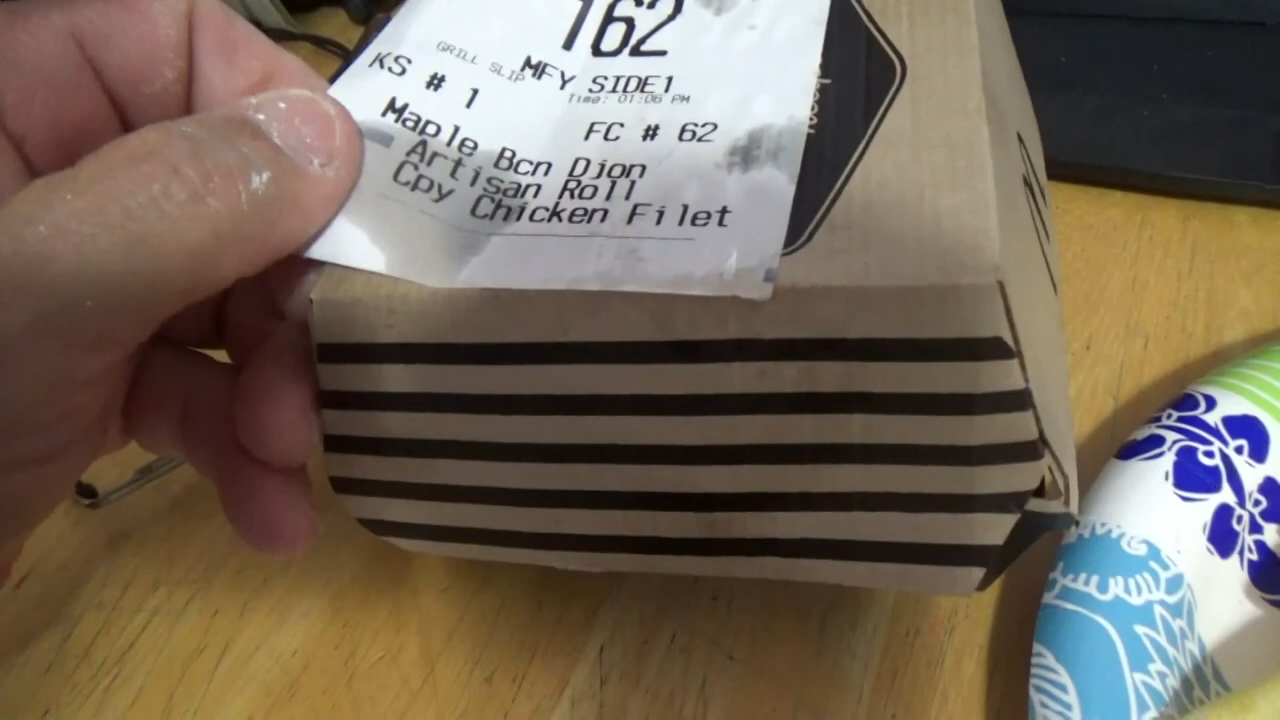 162
GRILL SLIP
MFY SIDE1
KS # 1
Time: 01:06 PM
FC # 62
Maple Bcn Djon
Artisan Roll
Cpy Chicken Filet